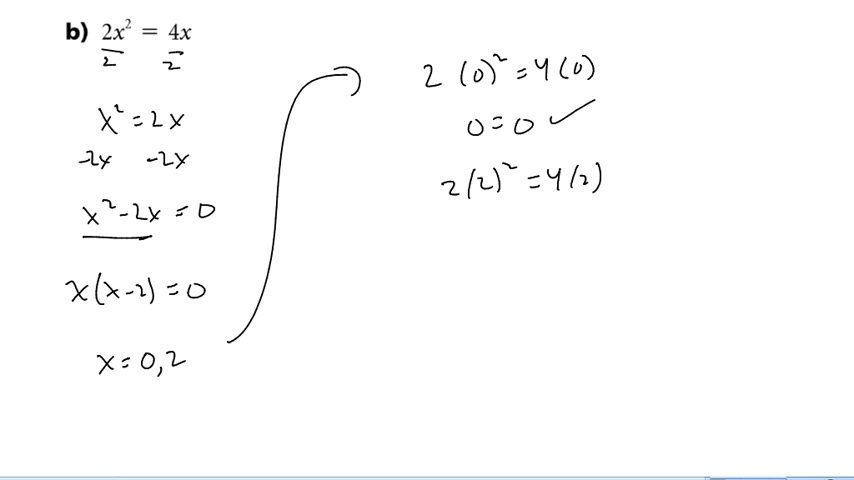 b) 2x² = 4x
2 2
x² = 2x
-2x -2x
x² - 2x = 0
x(x-2) = 0
x = 0,2
2 (0)² = 4(0)
0 = 0 ✓
2(2)² = 4(2)